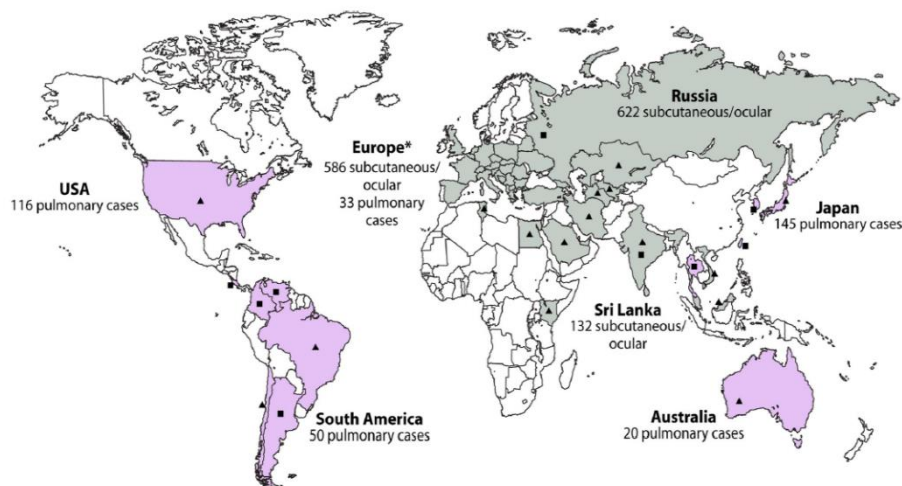 Russia
622 subcutaneous/ocular
Europe*
586 subcutaneous/
ocular
33 pulmonary
cases
USA
116 pulmonary cases
Japan
145 pulmonary cases
Sri Lanka
132 subcutaneous/
ocular
South America
50 pulmonary cases
Australia
20 pulmonary cases